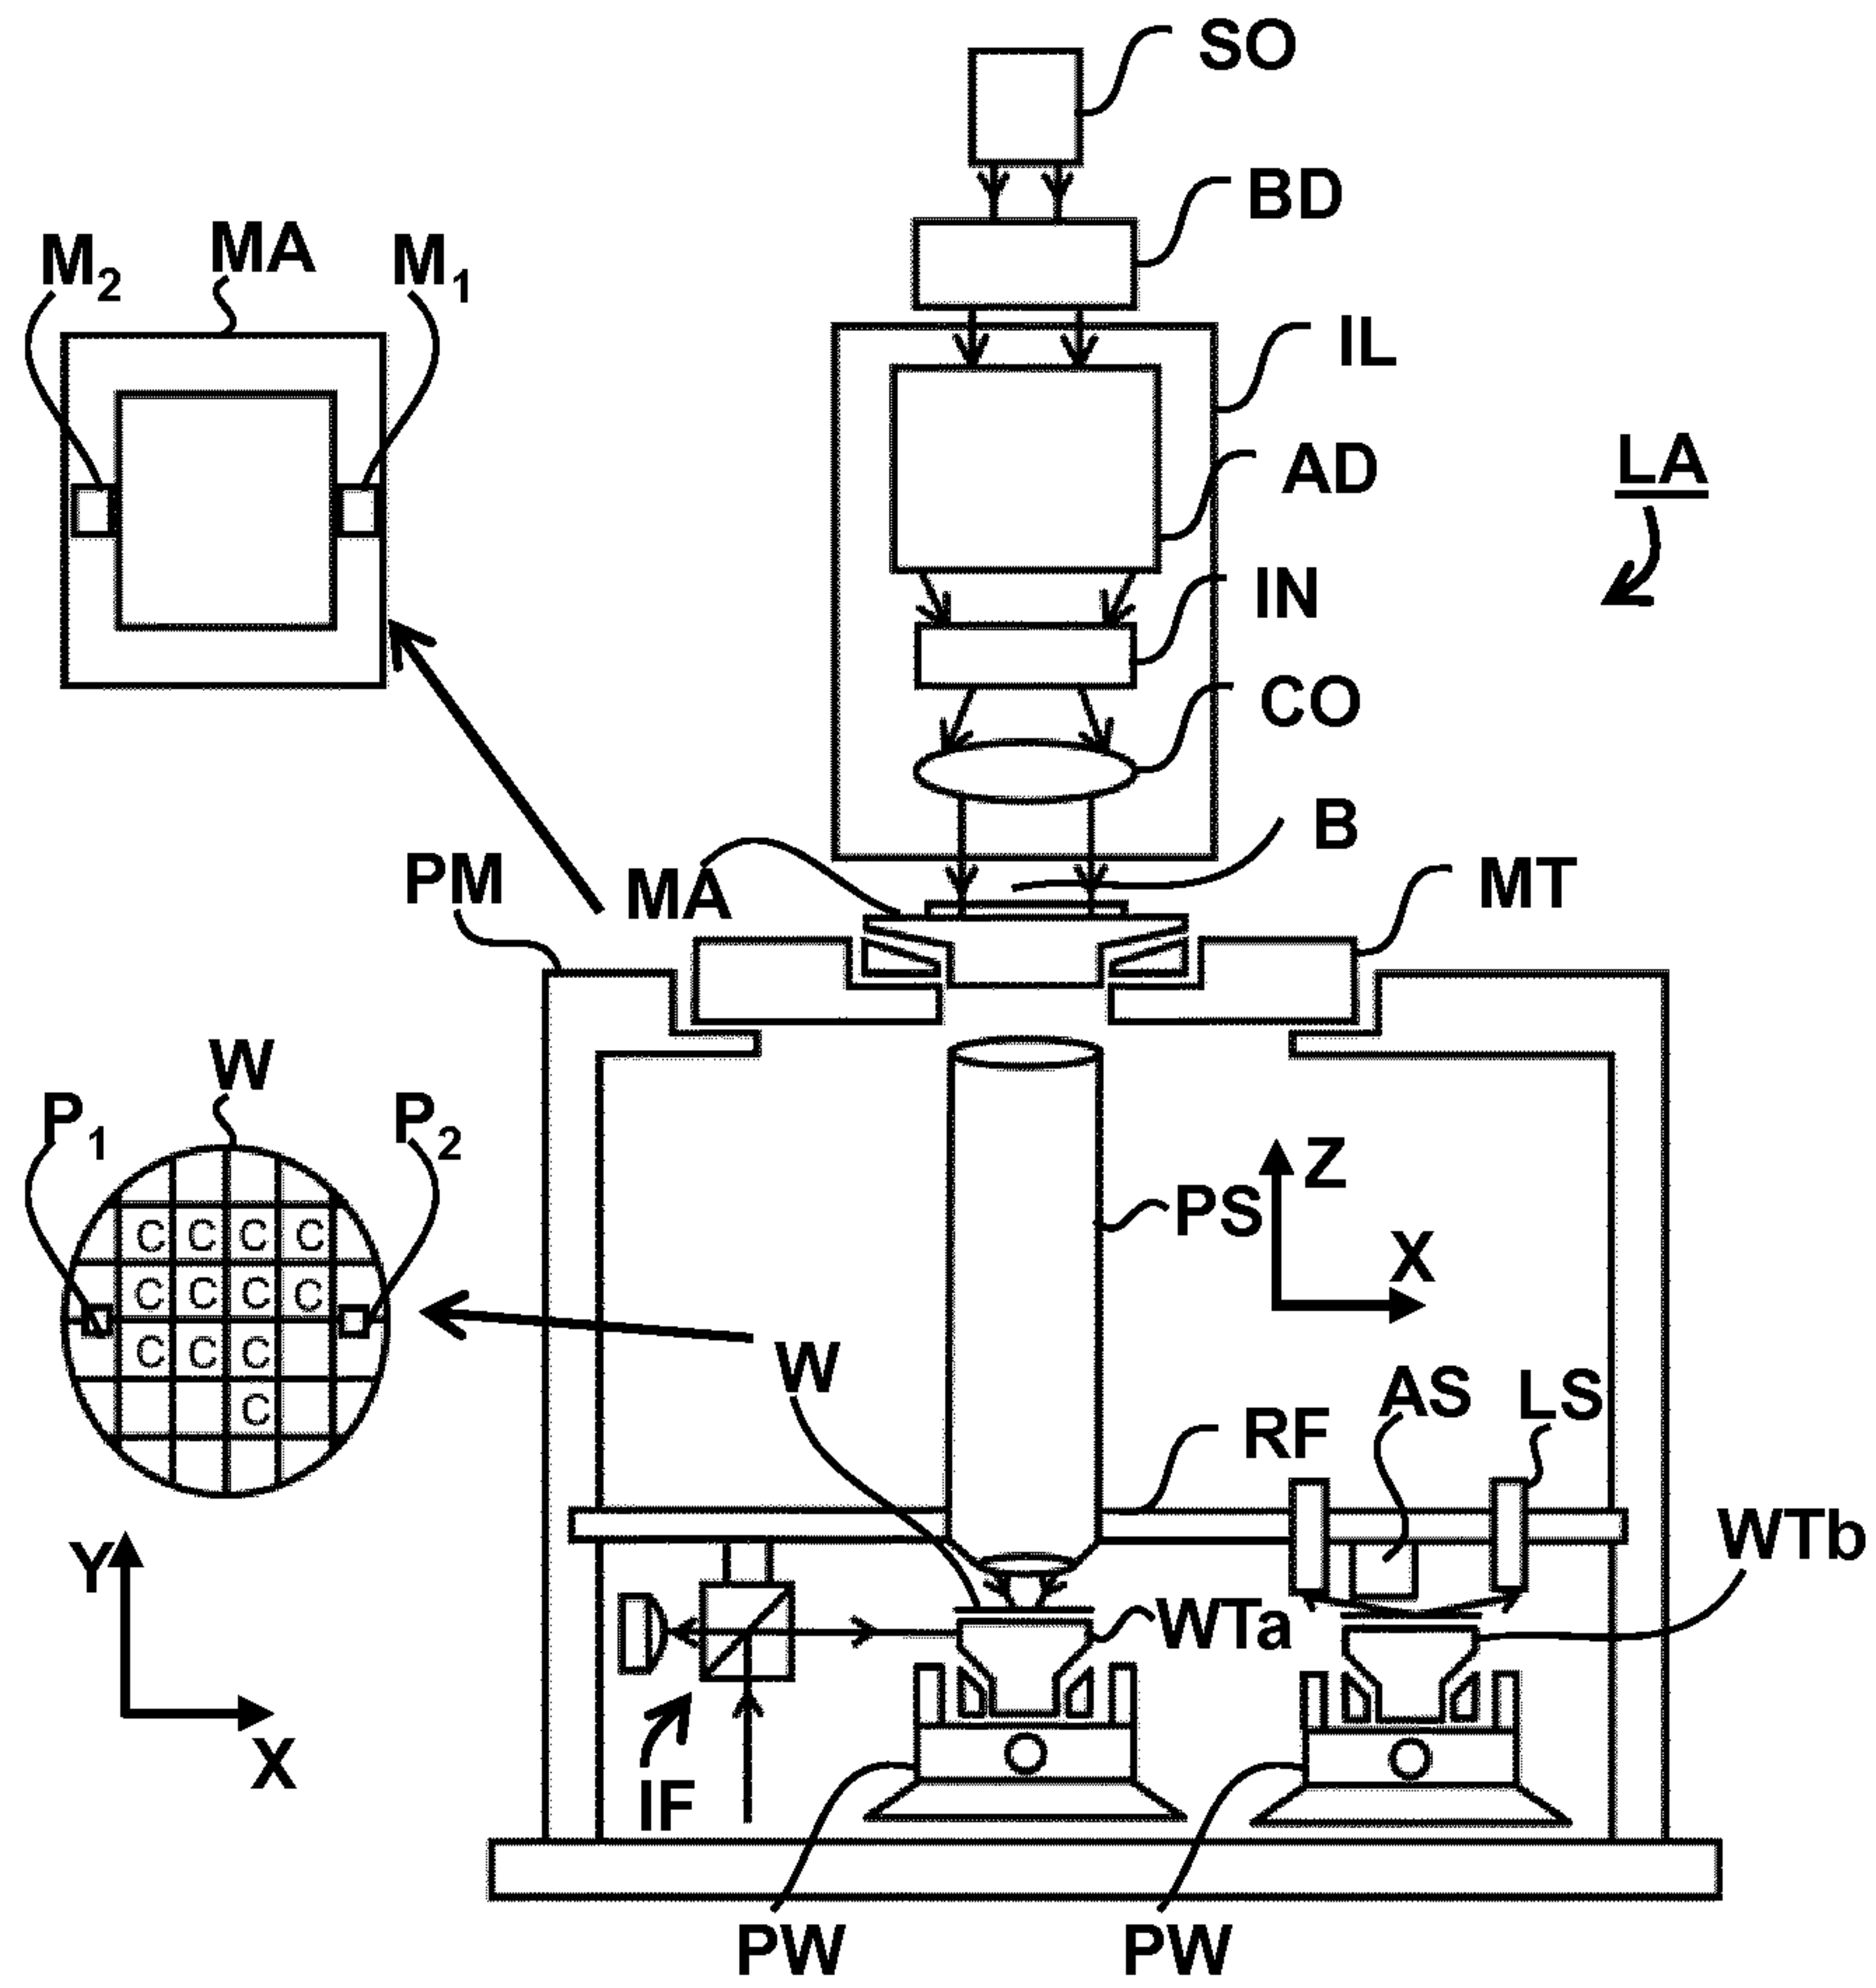 SO
BD
M2 MA M1
IL
AD
LA
IN
CO
B
PM
MA
MT
W
P1 P2
Z
PS
X
C C C C
C C C C
C C C
C
W
AS LS
RF
WTb
Y
WTa
X
IF
PW PW